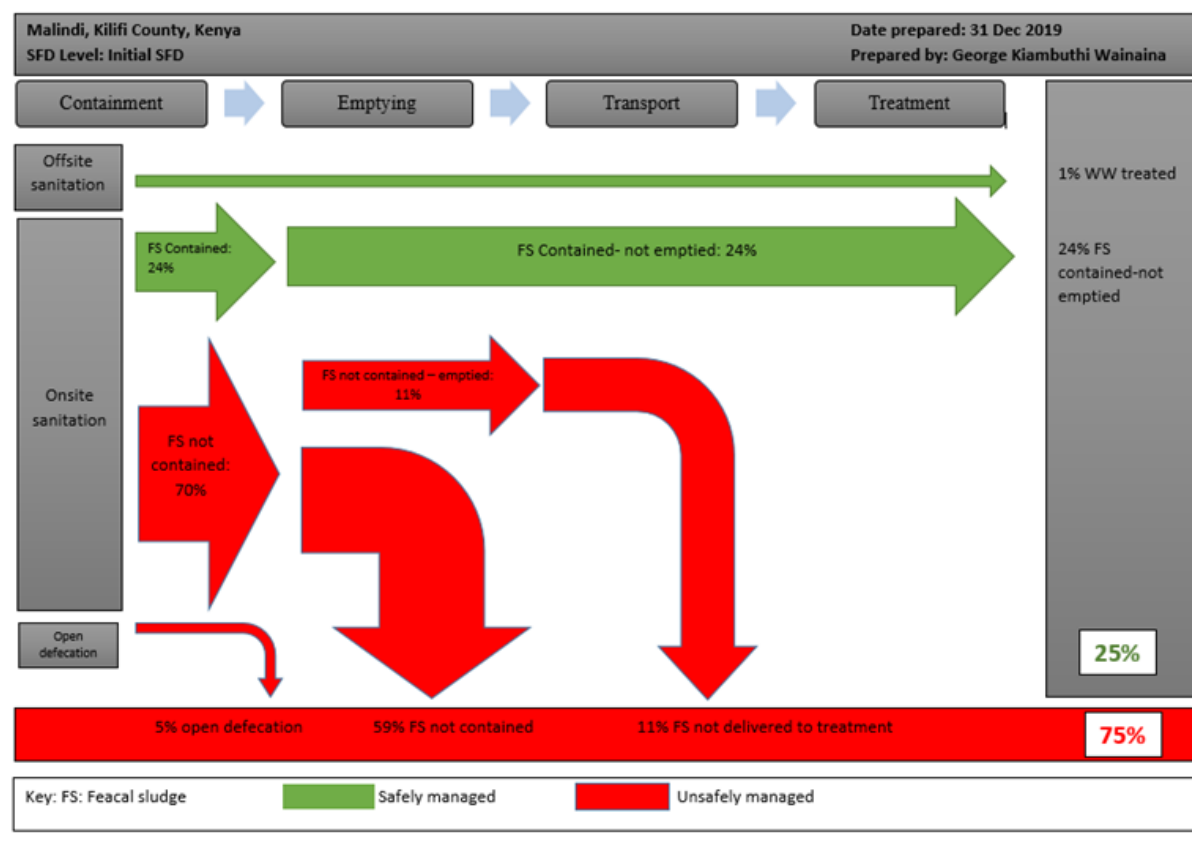 Malindi, Kilifi County, Kenya
SFD Level: Initial SFD
Date prepared: 31 Dec 2019
Prepared by: George Kiambuthi Wainaina
Containment
Emptying
Transport
Treatment
Offsite
sanitation
1% WW treated
FS Contained:
24%
FS Contained- not emptied: 24%
24% FS
contained-not
emptied
Onsite
sanitation
FS not contained – emptied:
11%
FS not
contained:
70%
Open
defecation
25%
5% open defecation
59% FS not contained
11% FS not delivered to treatment
75%
Key: FS: Feacal sludge
Safely managed
Unsafely managed